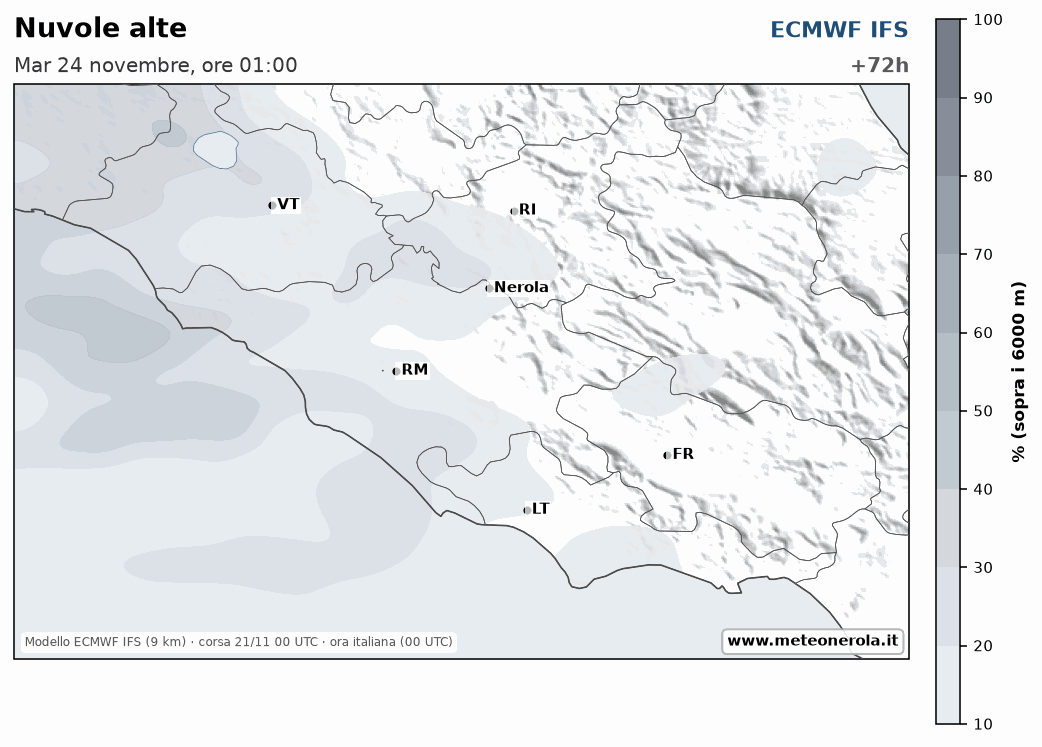 Nuvole alte
ECMWF IFS
Mar 24 novembre, ore 01:00
+72h
100
90
80
70
60
50
40
30
20
10
% (sopra i 6000 m)
VT
RI
Nerola
RM
FR
LT
Modello ECMWF IFS (9 km) · corsa 21/11 00 UTC · ora italiana (00 UTC)
www.meteonerola.it